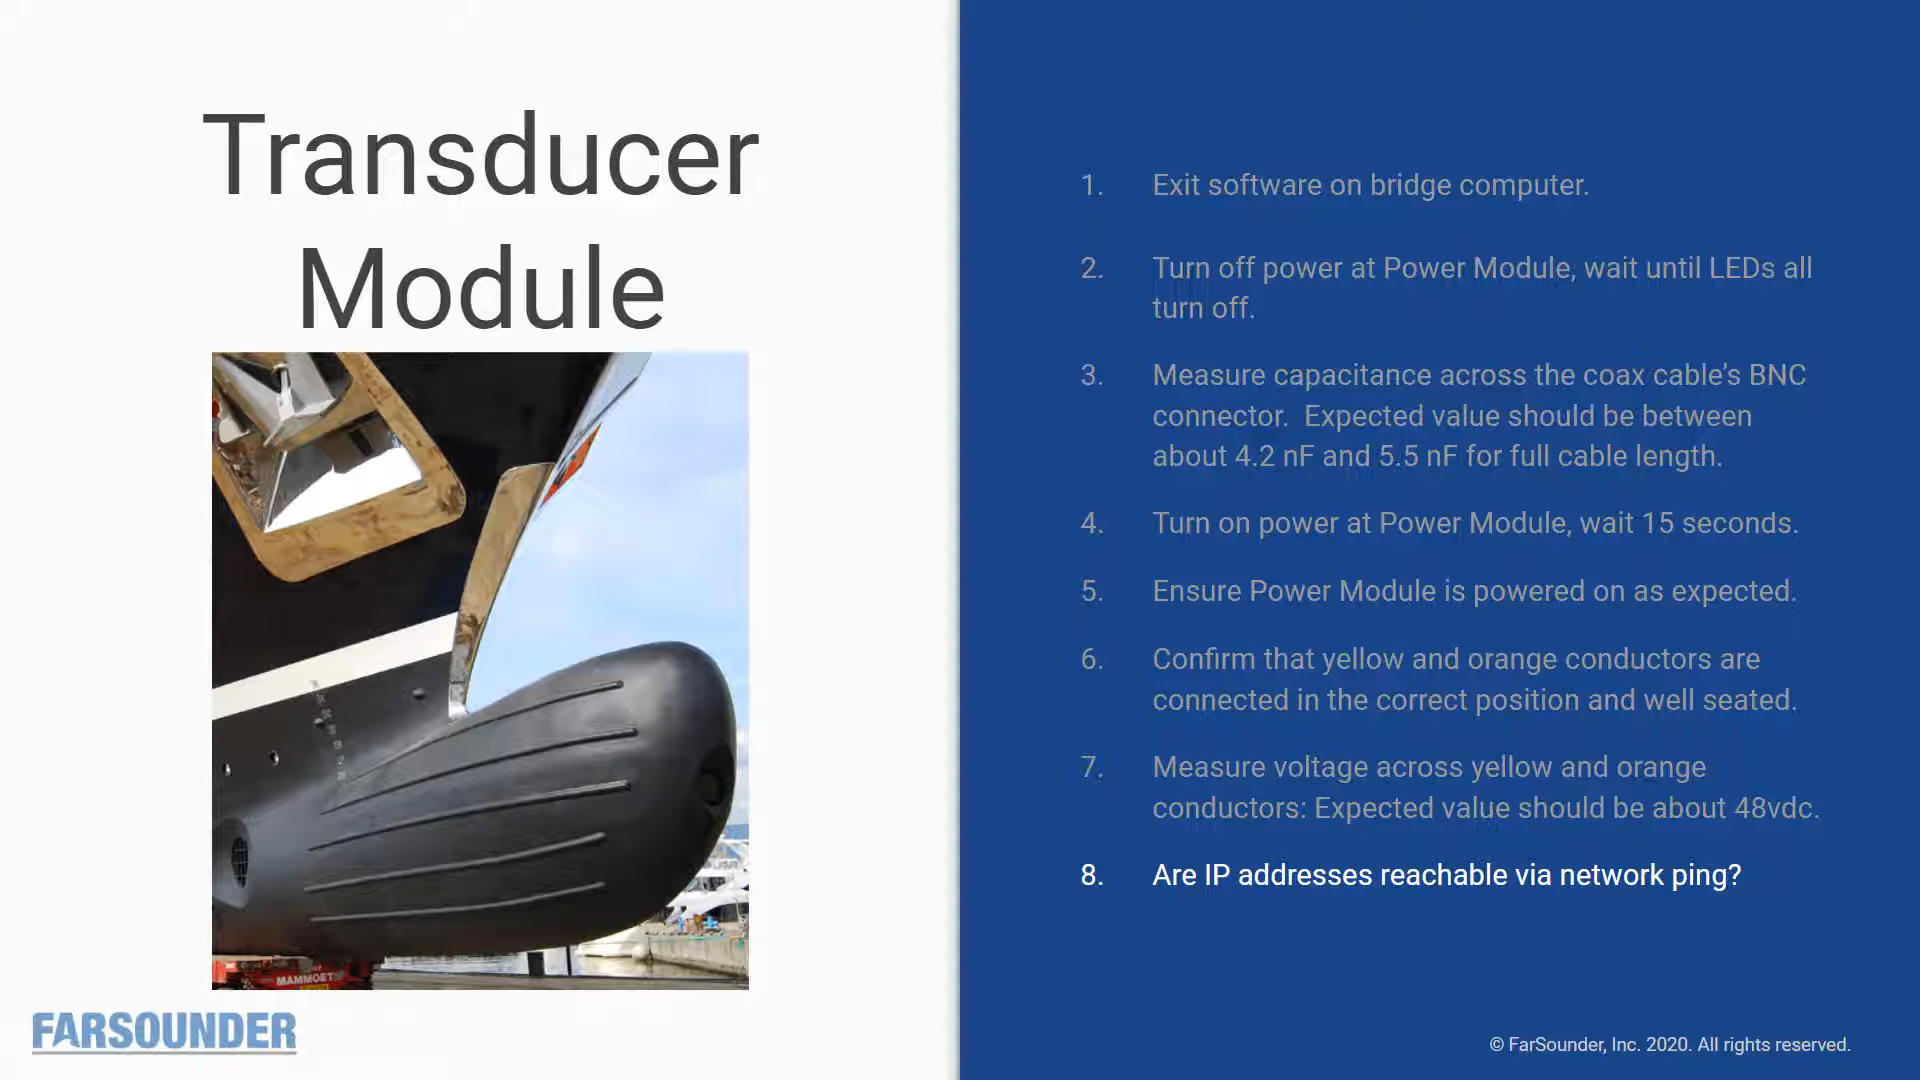 Transducer
Module
1. Exit software on bridge computer.
2. Turn off power at Power Module, wait until LEDs all
turn off.
3. Measure capacitance across the coax cable’s BNC
connector.  Expected value should be between
about 4.2 nF and 5.5 nF for full cable length.
4. Turn on power at Power Module, wait 15 seconds.
5. Ensure Power Module is powered on as expected.
6. Confirm that yellow and orange conductors are
connected in the correct position and well seated.
7. Measure voltage across yellow and orange
conductors: Expected value should be about 48vdc.
8. Are IP addresses reachable via network ping?
MAMMOET
FARSOUNDER
© FarSounder, Inc. 2020. All rights reserved.